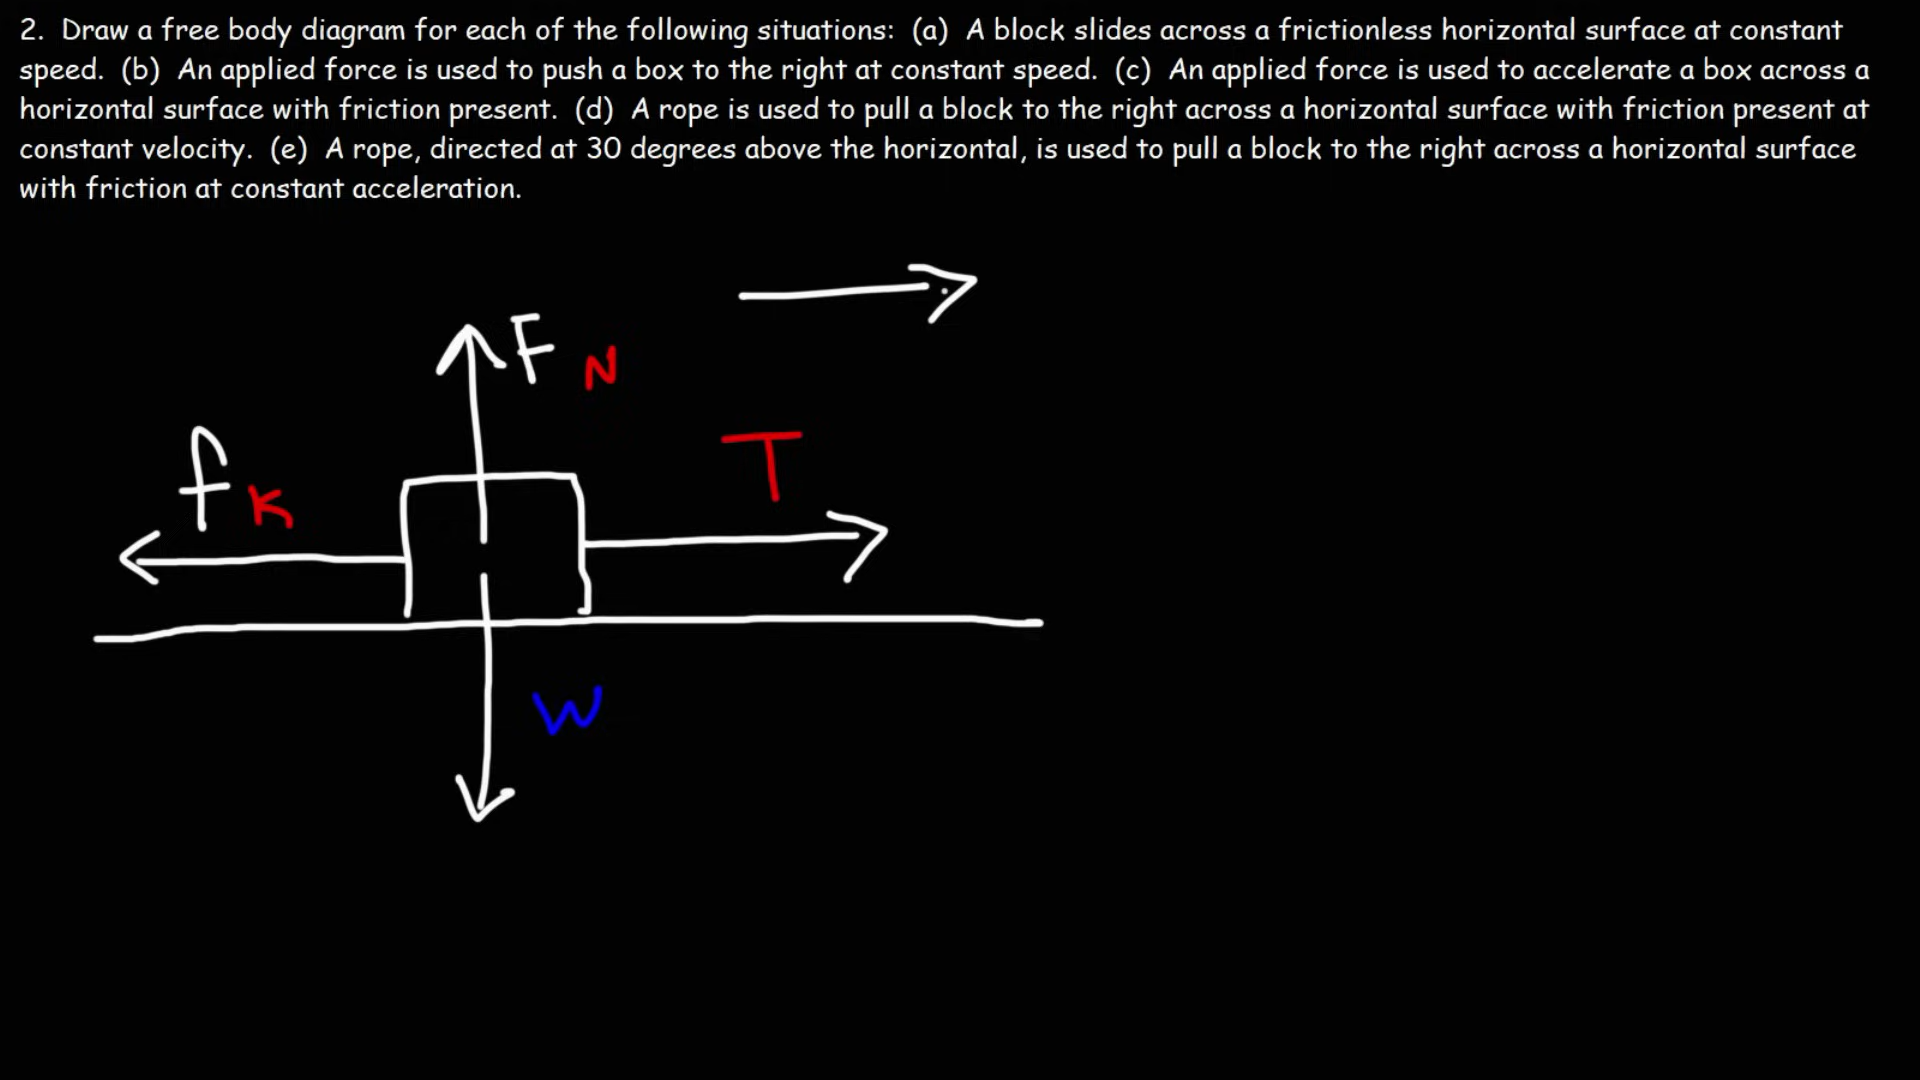 2. Draw a free body diagram for each of the following situations: (a) A block slides across a frictionless horizontal surface at constant
speed. (b) An applied force is used to push a box to the right at constant speed. (c) An applied force is used to accelerate a box across a
horizontal surface with friction present. (d) A rope is used to pull a block to the right across a horizontal surface with friction present at
constant velocity. (e) A rope, directed at 30 degrees above the horizontal, is used to pull a block to the right across a horizontal surface
with friction at constant acceleration.
F N
T
f K
W